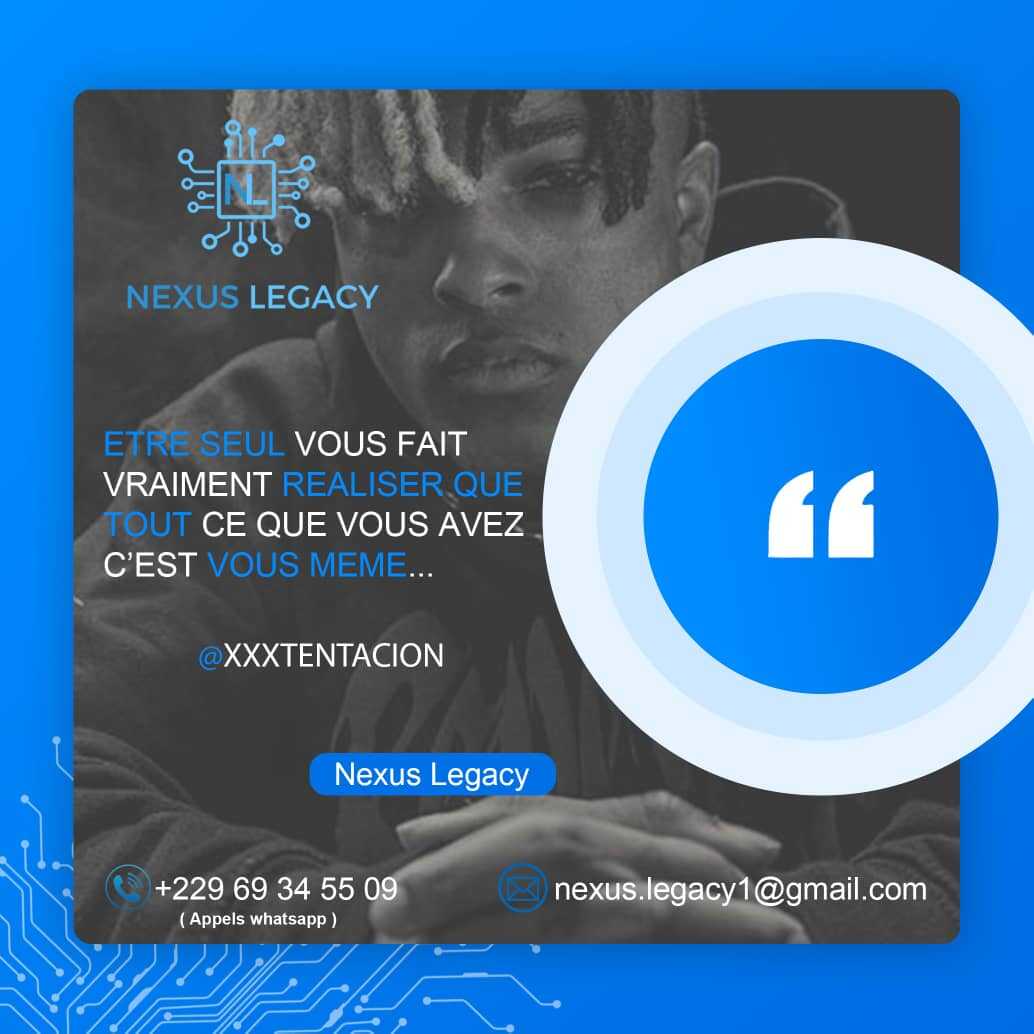 NL
NEXUS LEGACY
ETRE SEUL VOUS FAIT
VRAIMENT REALISER QUE
TOUT CE QUE VOUS AVEZ
C’EST VOUS MEME...
@XXXTENTACION
Nexus Legacy
+229 69 34 55 09
( Appels whatsapp )
nexus.legacy1@gmail.com